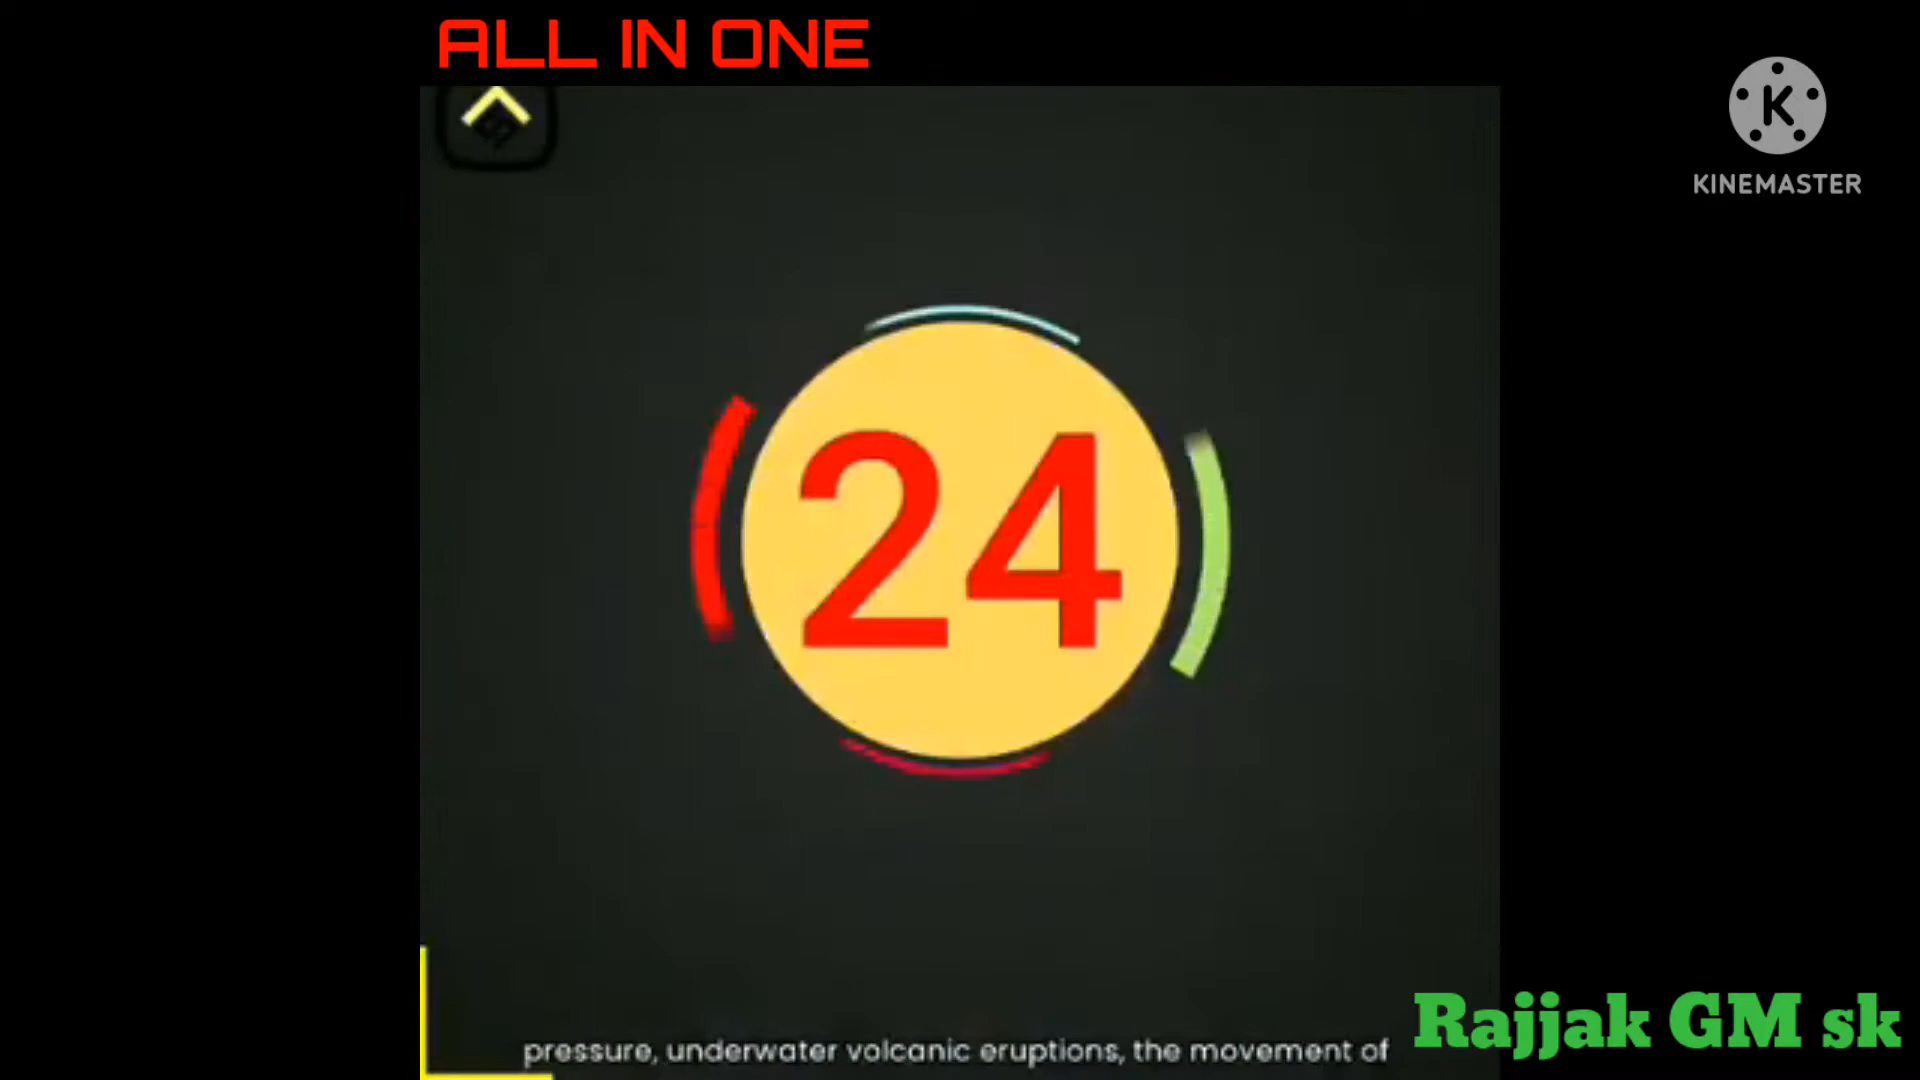 ALL IN ONE
K
KINEMASTER
24
Rajjak GM sk
pressure, underwater volcanic eruptions, the movement of